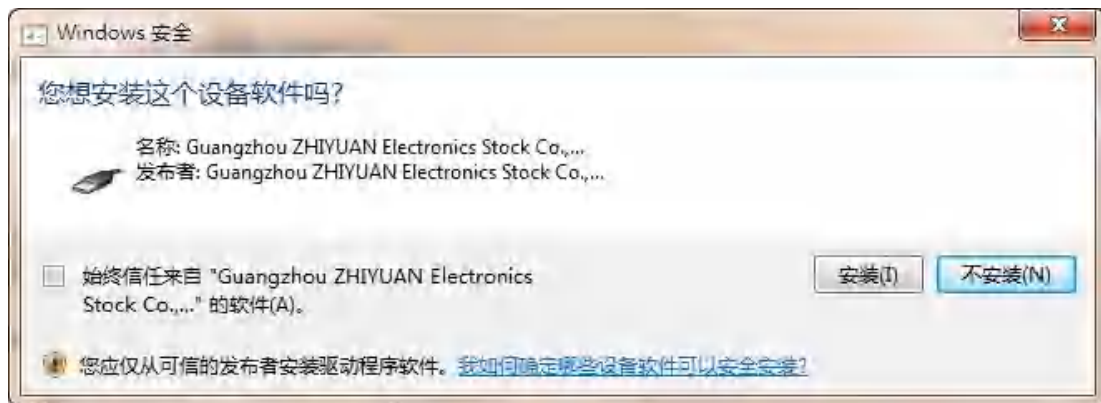 Windows 安全
您想安装这个设备软件吗?
名称: Guangzhou ZHIYUAN Electronics Stock Co.,...
发布者: Guangzhou ZHIYUAN Electronics Stock Co.,...
始终信任来自 "Guangzhou ZHIYUAN Electronics
Stock Co.,..." 的软件(A)。
安装(I)
不安装(N)
您应仅从可信的发布者安装驱动程序软件。我如何确定哪些设备软件可以安全安装?